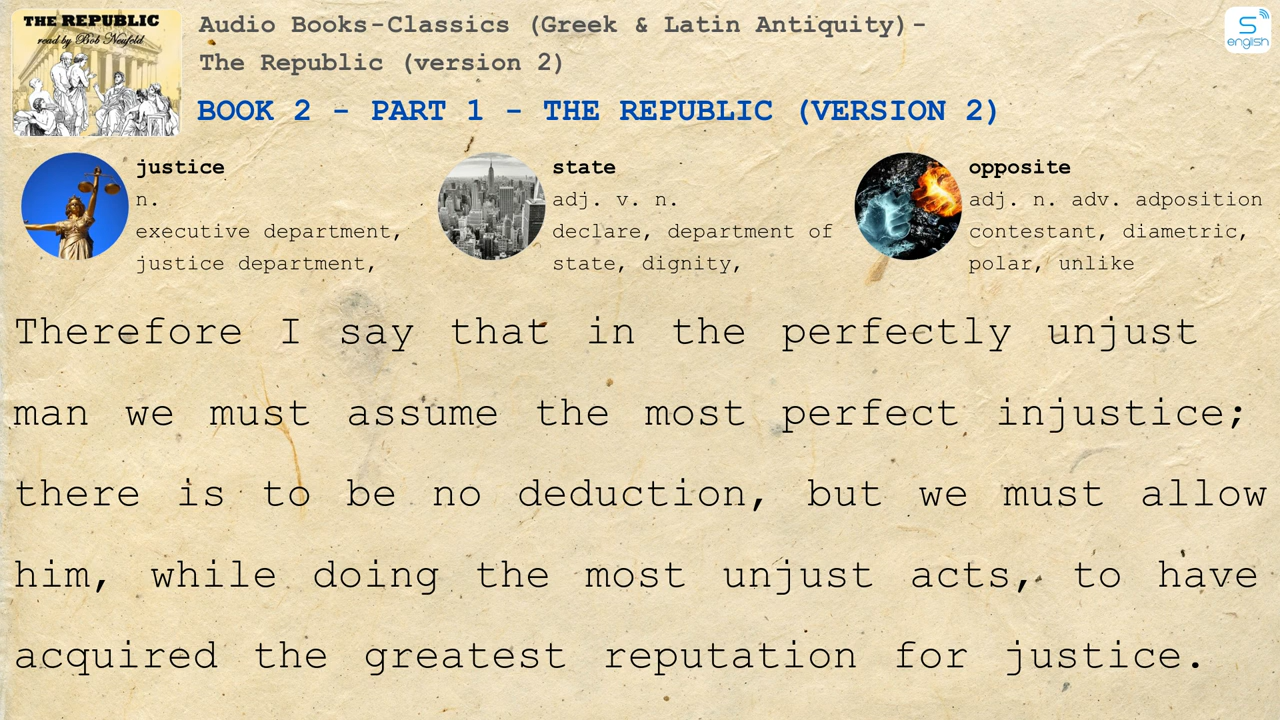 THE REPUBLIC
read by Bob Neufeld
Audio Books-Classics (Greek & Latin Antiquity)-
The Republic (version 2)
BOOK 2 - PART 1 - THE REPUBLIC (VERSION 2)
S
english
justice
n.
executive department,
justice department,
state
adj. v. n.
declare, department of
state, dignity,
opposite
adj. n. adv. adposition
contestant, diametric,
polar, unlike
Therefore I say that in the perfectly unjust
man we must assume the most perfect injustice;
there is to be no deduction, but we must allow
him, while doing the most unjust acts, to have
acquired the greatest reputation for justice.